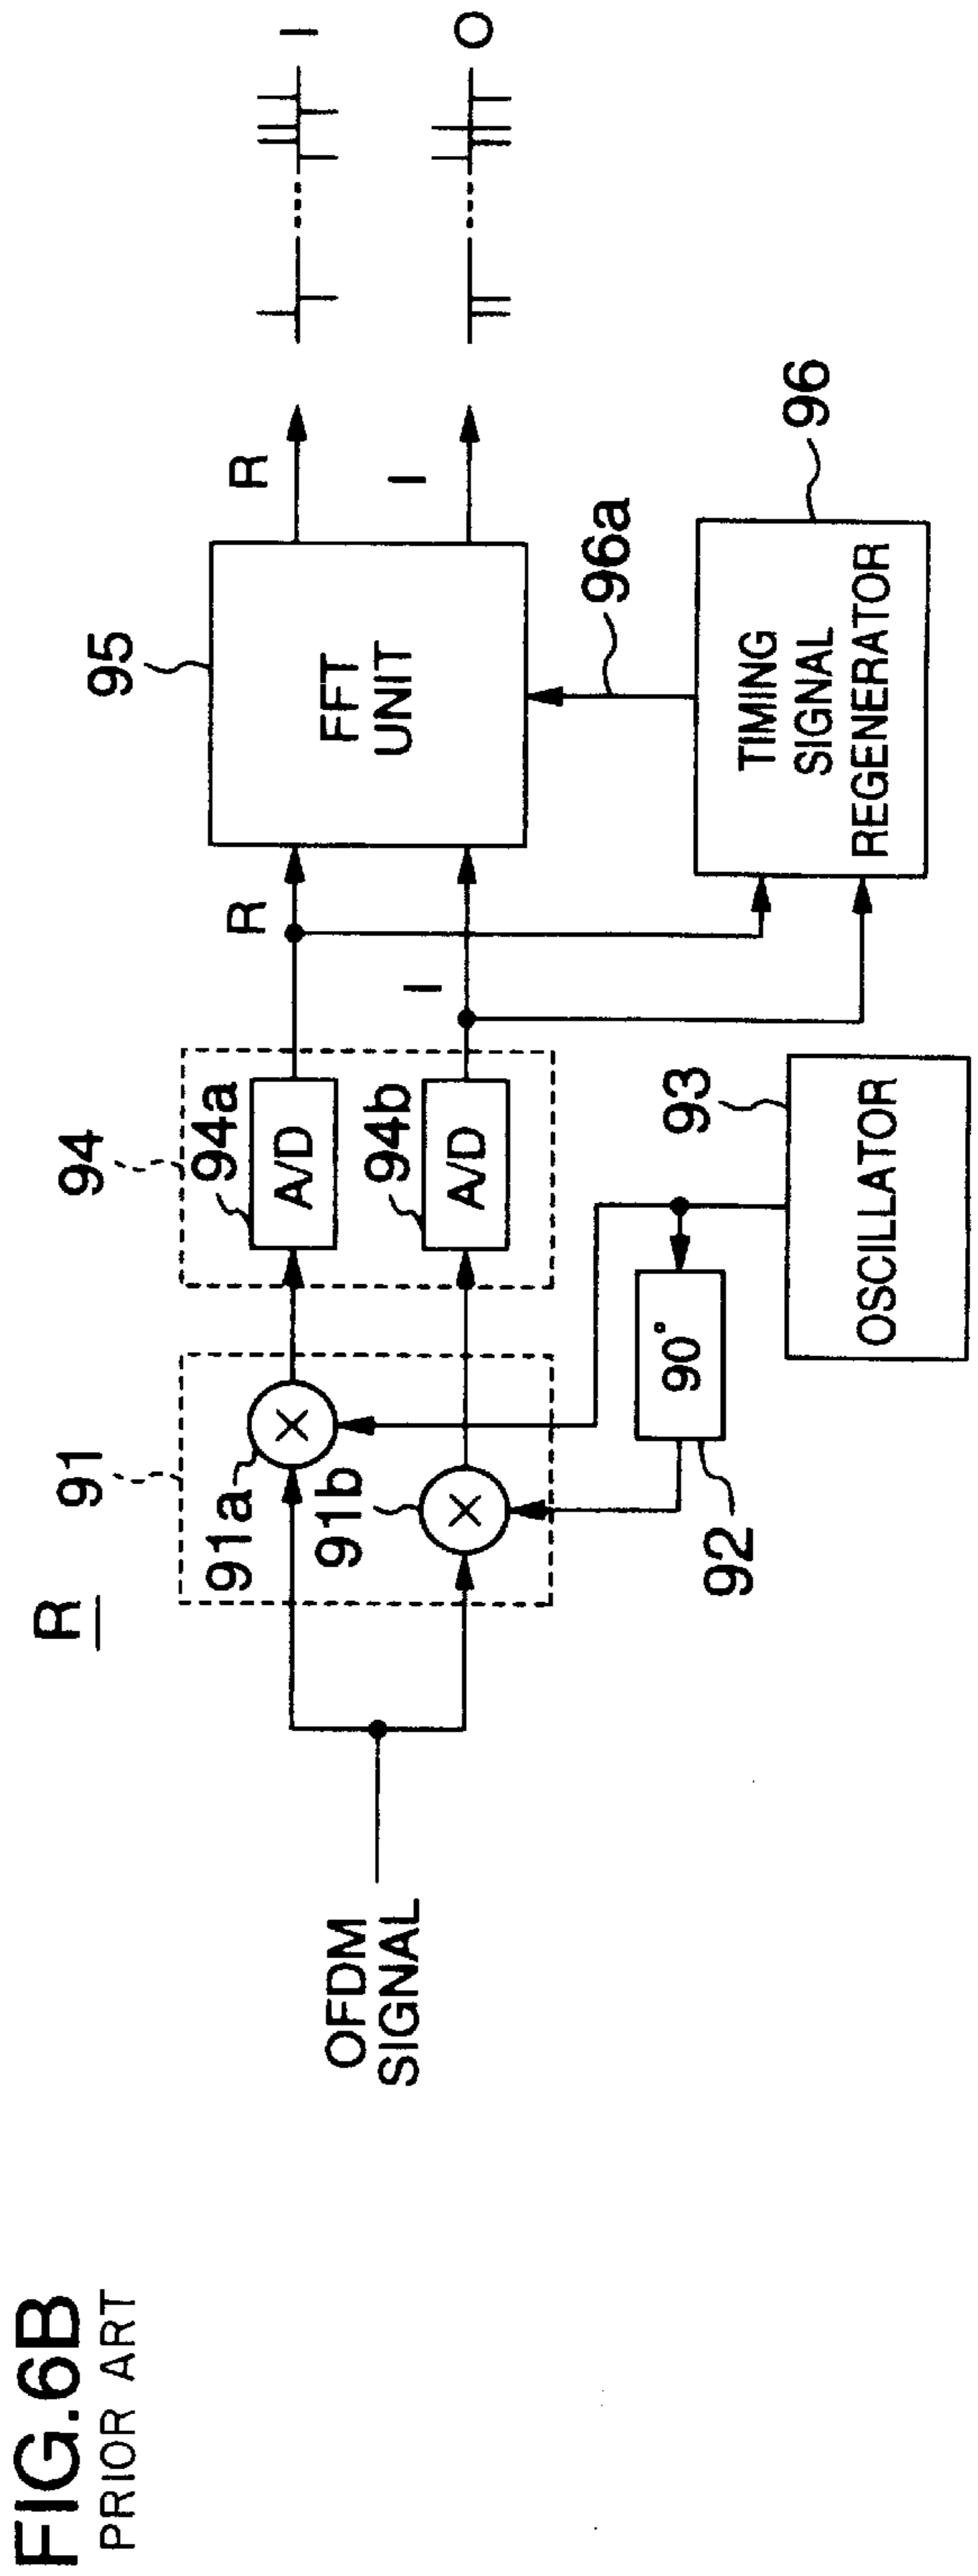 FIG.6B
PRIOR ART
R
OFDM
SIGNAL
91
91a
×
91b
×
94
94a
A/D
94b
A/D
92
90°
93
OSCILLATOR
R
I
95
FFT
UNIT
96a
96
TIMING
SIGNAL
REGENERATOR
R
I
I
O